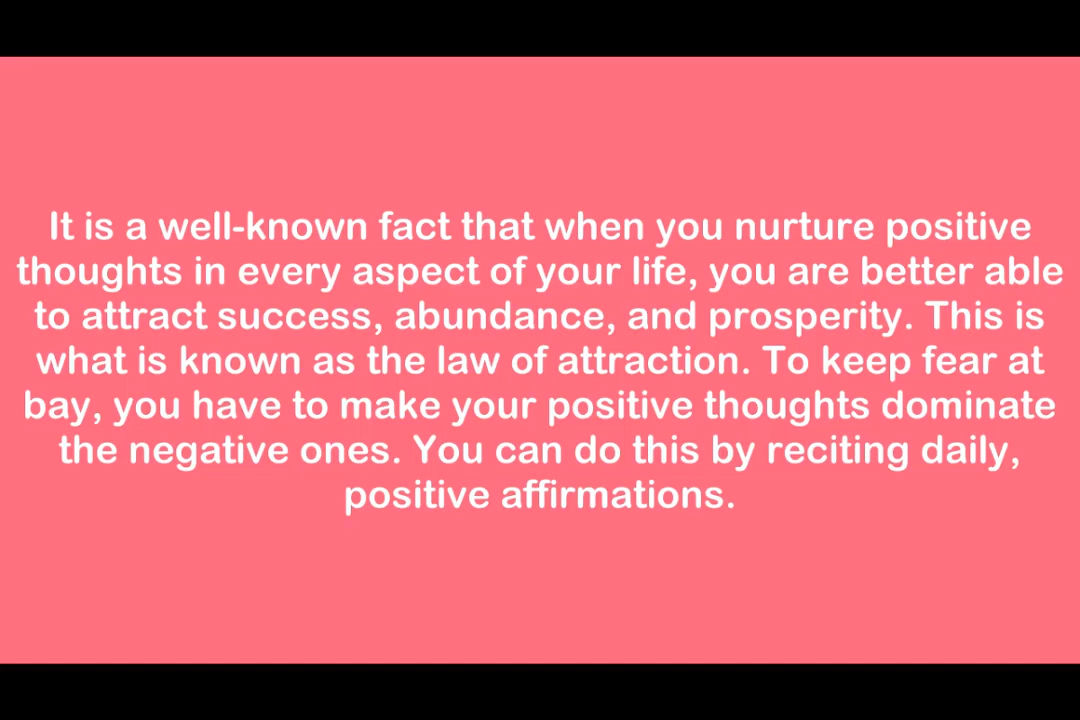 It is a well-known fact that when you nurture positive
thoughts in every aspect of your life, you are better able
to attract success, abundance, and prosperity. This is
what is known as the law of attraction. To keep fear at
bay, you have to make your positive thoughts dominate
the negative ones. You can do this by reciting daily,
positive affirmations.